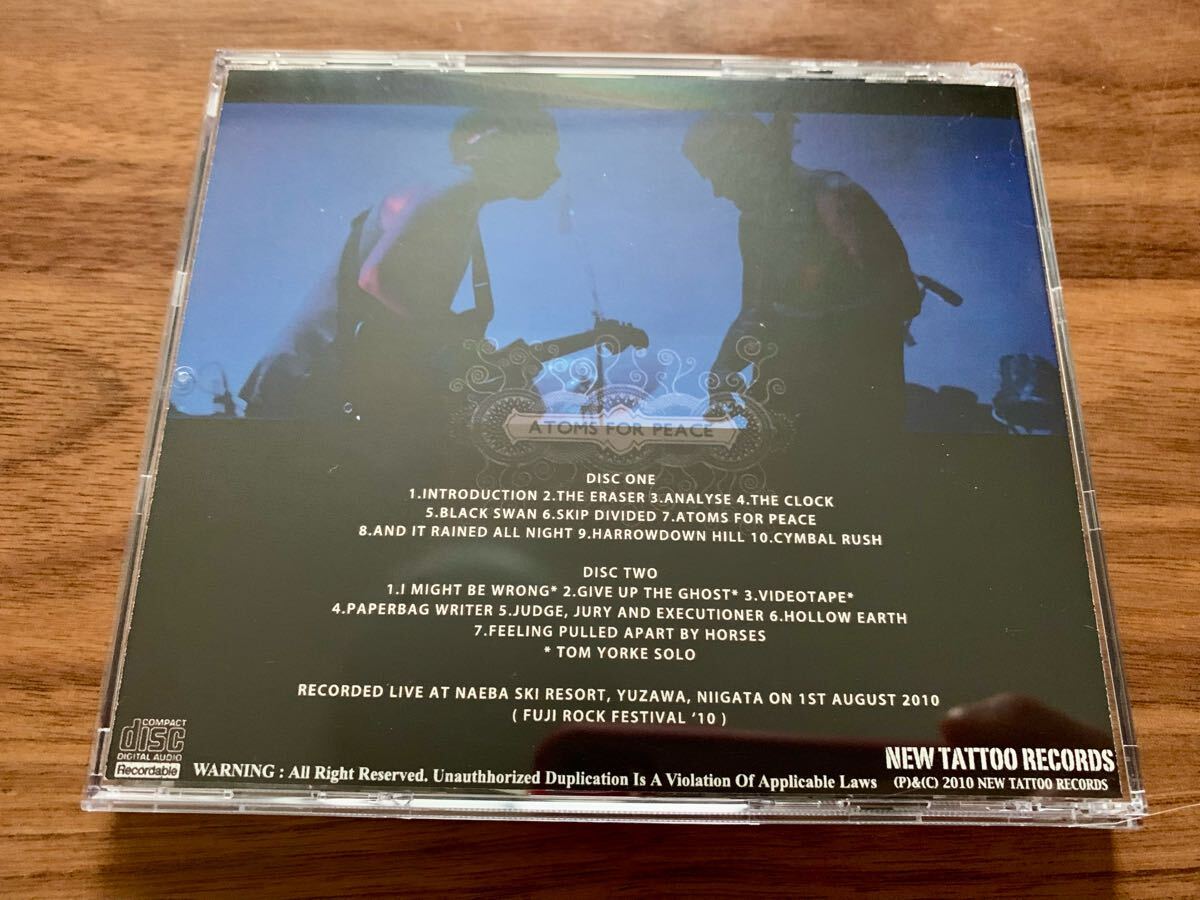 ATOMS FOR PEACE
DISC ONE
1.INTRODUCTION 2.THE ERASER 3.ANALYSE 4.THE CLOCK
5.BLACK SWAN 6.SKIP DIVIDED 7.ATOMS FOR PEACE
8.AND IT RAINED ALL NIGHT 9.HARROWDOWN HILL 10.CYMBAL RUSH
DISC TWO
1.I MIGHT BE WRONG* 2.GIVE UP THE GHOST* 3.VIDEOTAPE*
4.PAPERBAG WRITER 5.JUDGE, JURY AND EXECUTIONER 6.HOLLOW EARTH
7.FEELING PULLED APART BY HORSES
* TOM YORKE SOLO
RECORDED LIVE AT NAEBA SKI RESORT, YUZAWA, NIIGATA ON 1ST AUGUST 2010
( FUJI ROCK FESTIVAL '10 )
COMPACT
disc
DIGITAL AUDIO
Recordable
WARNING : All Right Reserved. Unauthhorized Duplication Is A Violation Of Applicable Laws
NEW TATTOO RECORDS
(P)&(C) 2010 NEW TATTOO RECORDS